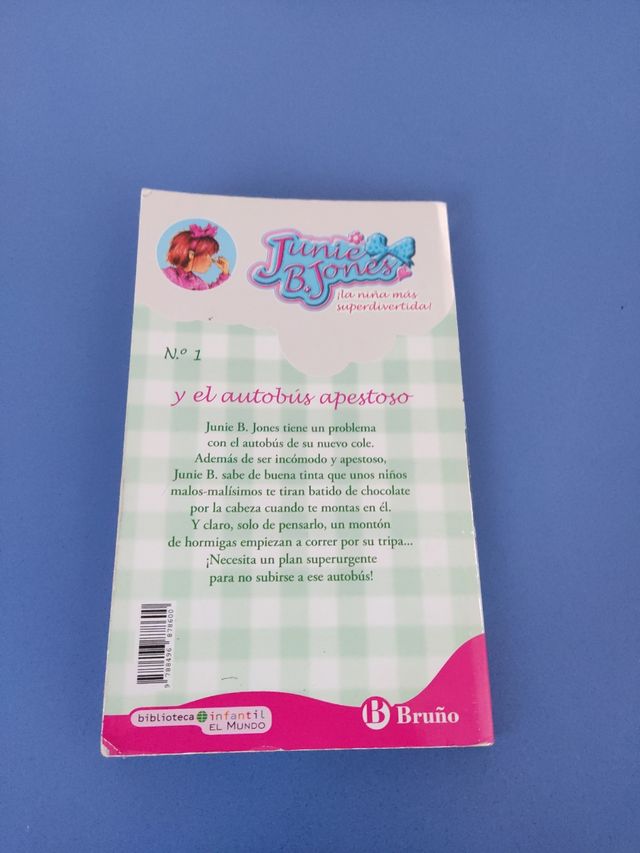 Junie
B. Jones
¡la niña más
superdivertida!
N.º 1
y el autobús apestoso
Junie B. Jones tiene un problema
con el autobús de su nuevo cole.
Además de ser incómodo y apestoso,
Junie B. sabe de buena tinta que unos niños
malos-malísimos te tiran batido de chocolate
por la cabeza cuando te montas en él.
Y claro, solo de pensarlo, un montón
de hormigas empiezan a correr por su tripa...
¡Necesita un plan superurgente
para no subirse a ese autobús!
9 788496 878600
biblioteca infantil
EL MUNDO
B Bruño